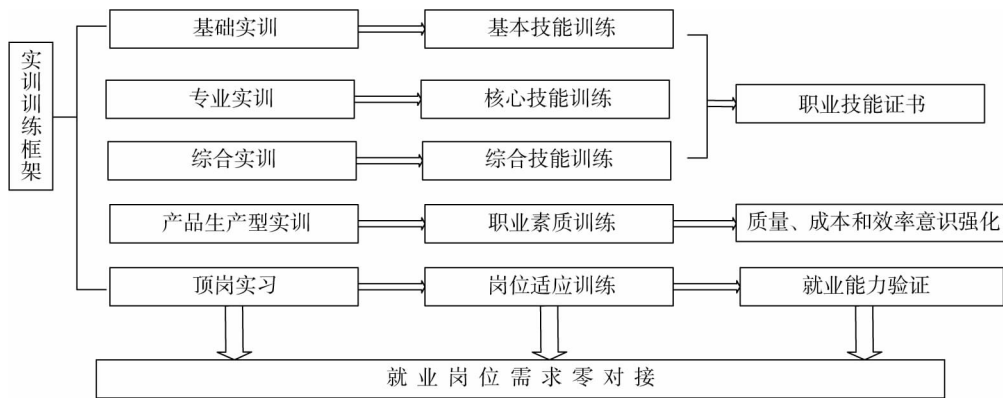 实训训练框架
基础实训
基本技能训练
专业实训
核心技能训练
职业技能证书
综合实训
综合技能训练
产品生产型实训
职业素质训练
质量、成本和效率意识强化
顶岗实习
岗位适应训练
就业能力验证
就业岗位需求零对接